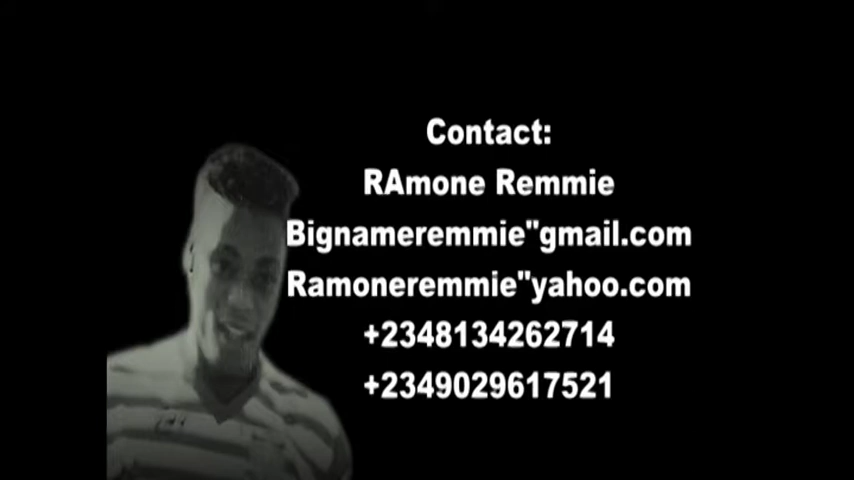 Contact:
RAmone Remmie
Bignameremmie"gmail.com
Ramoneremmie"yahoo.com
+2348134262714
+2349029617521